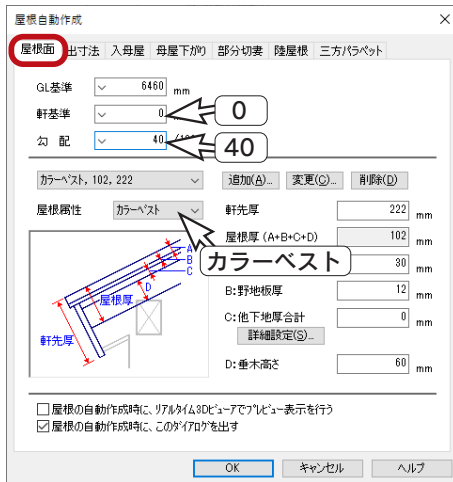 屋根自動作成
屋根面 出寸法 入母屋 母屋下がり 部分切妻 陸屋根 三方パラペット
GL基準 6460 mm
軒基準 0 0
勾 配 40 40
カラーベスト, 102, 222 追加(A)... 変更(C)... 削除(D)
屋根属性 カラーベスト 軒先厚 222 mm
屋根厚 (A+B+C+D) 102 mm
カラーベスト 30 mm
B:野地板厚 12 mm
C:他下地厚合計 0 mm
詳細設定(S)...
D:垂木高さ 60 mm
A
B
C
D
屋根厚
軒先厚
屋根の自動作成時に、リアルタイム3Dビューアでプレビュー表示を行う
屋根の自動作成時に、このダイアログを出す
OK キャンセル ヘルプ